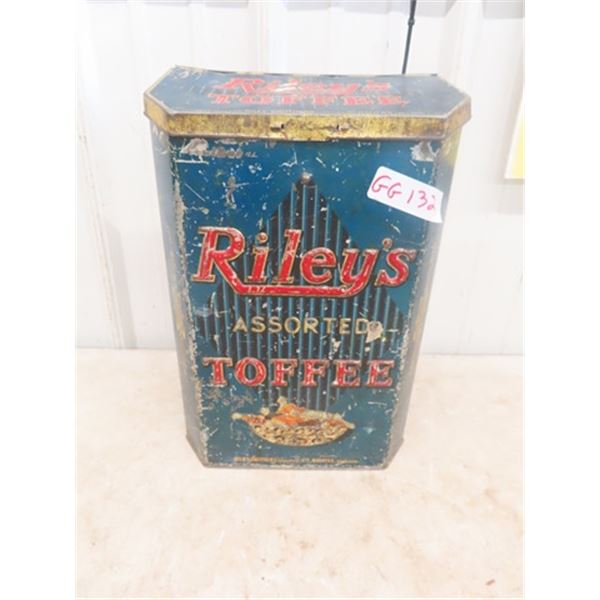 Riley's
TOFFEE
GG 132
Riley's
ASSORTED
TOFFEE